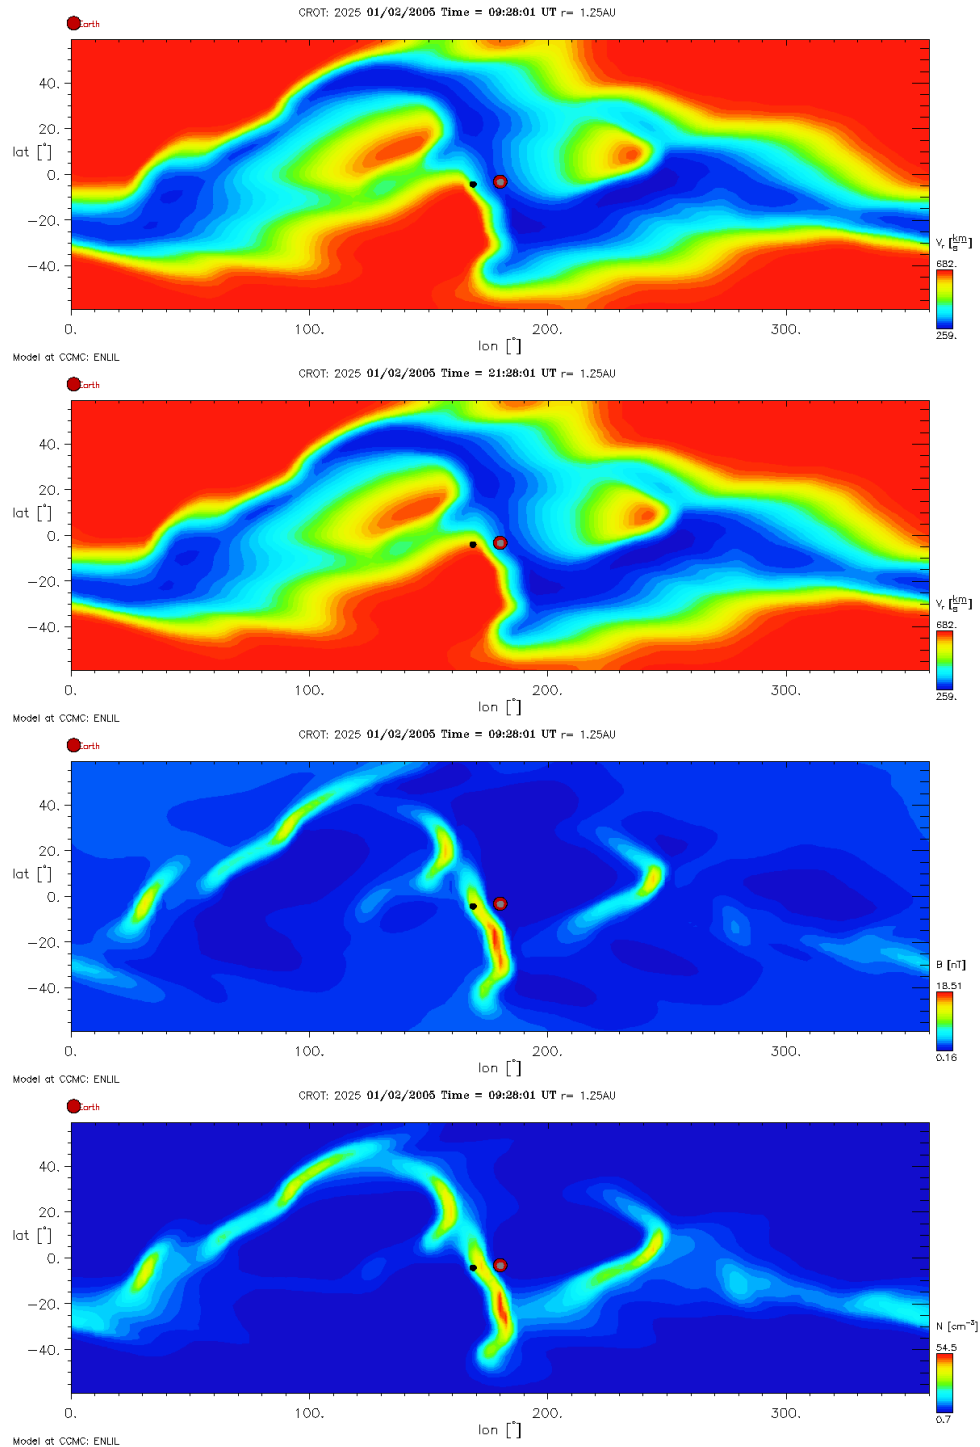 CROT: 2025 01/02/2005 Time = 09:28:01 UT r= 1.25AU
Earth
40.
20.
lat [°]
0.
-20.
-40.
V_r [km/s]
682.
259.
0. 100. 200. 300.
lon [°]
Model at CCMC: ENLIL
CROT: 2025 01/02/2005 Time = 21:28:01 UT r= 1.25AU
Earth
40.
20.
lat [°]
0.
-20.
-40.
V_r [km/s]
682.
259.
0. 100. 200. 300.
lon [°]
Model at CCMC: ENLIL
CROT: 2025 01/02/2005 Time = 09:28:01 UT r= 1.25AU
Earth
40.
20.
lat [°]
0.
-20.
-40.
B [nT]
18.51
0.16
0. 100. 200. 300.
lon [°]
Model at CCMC: ENLIL
CROT: 2025 01/02/2005 Time = 09:28:01 UT r= 1.25AU
Earth
40.
20.
lat [°]
0.
-20.
-40.
N [cm⁻³]
54.5
0.7
0. 100. 200. 300.
lon [°]
Model at CCMC: ENLIL